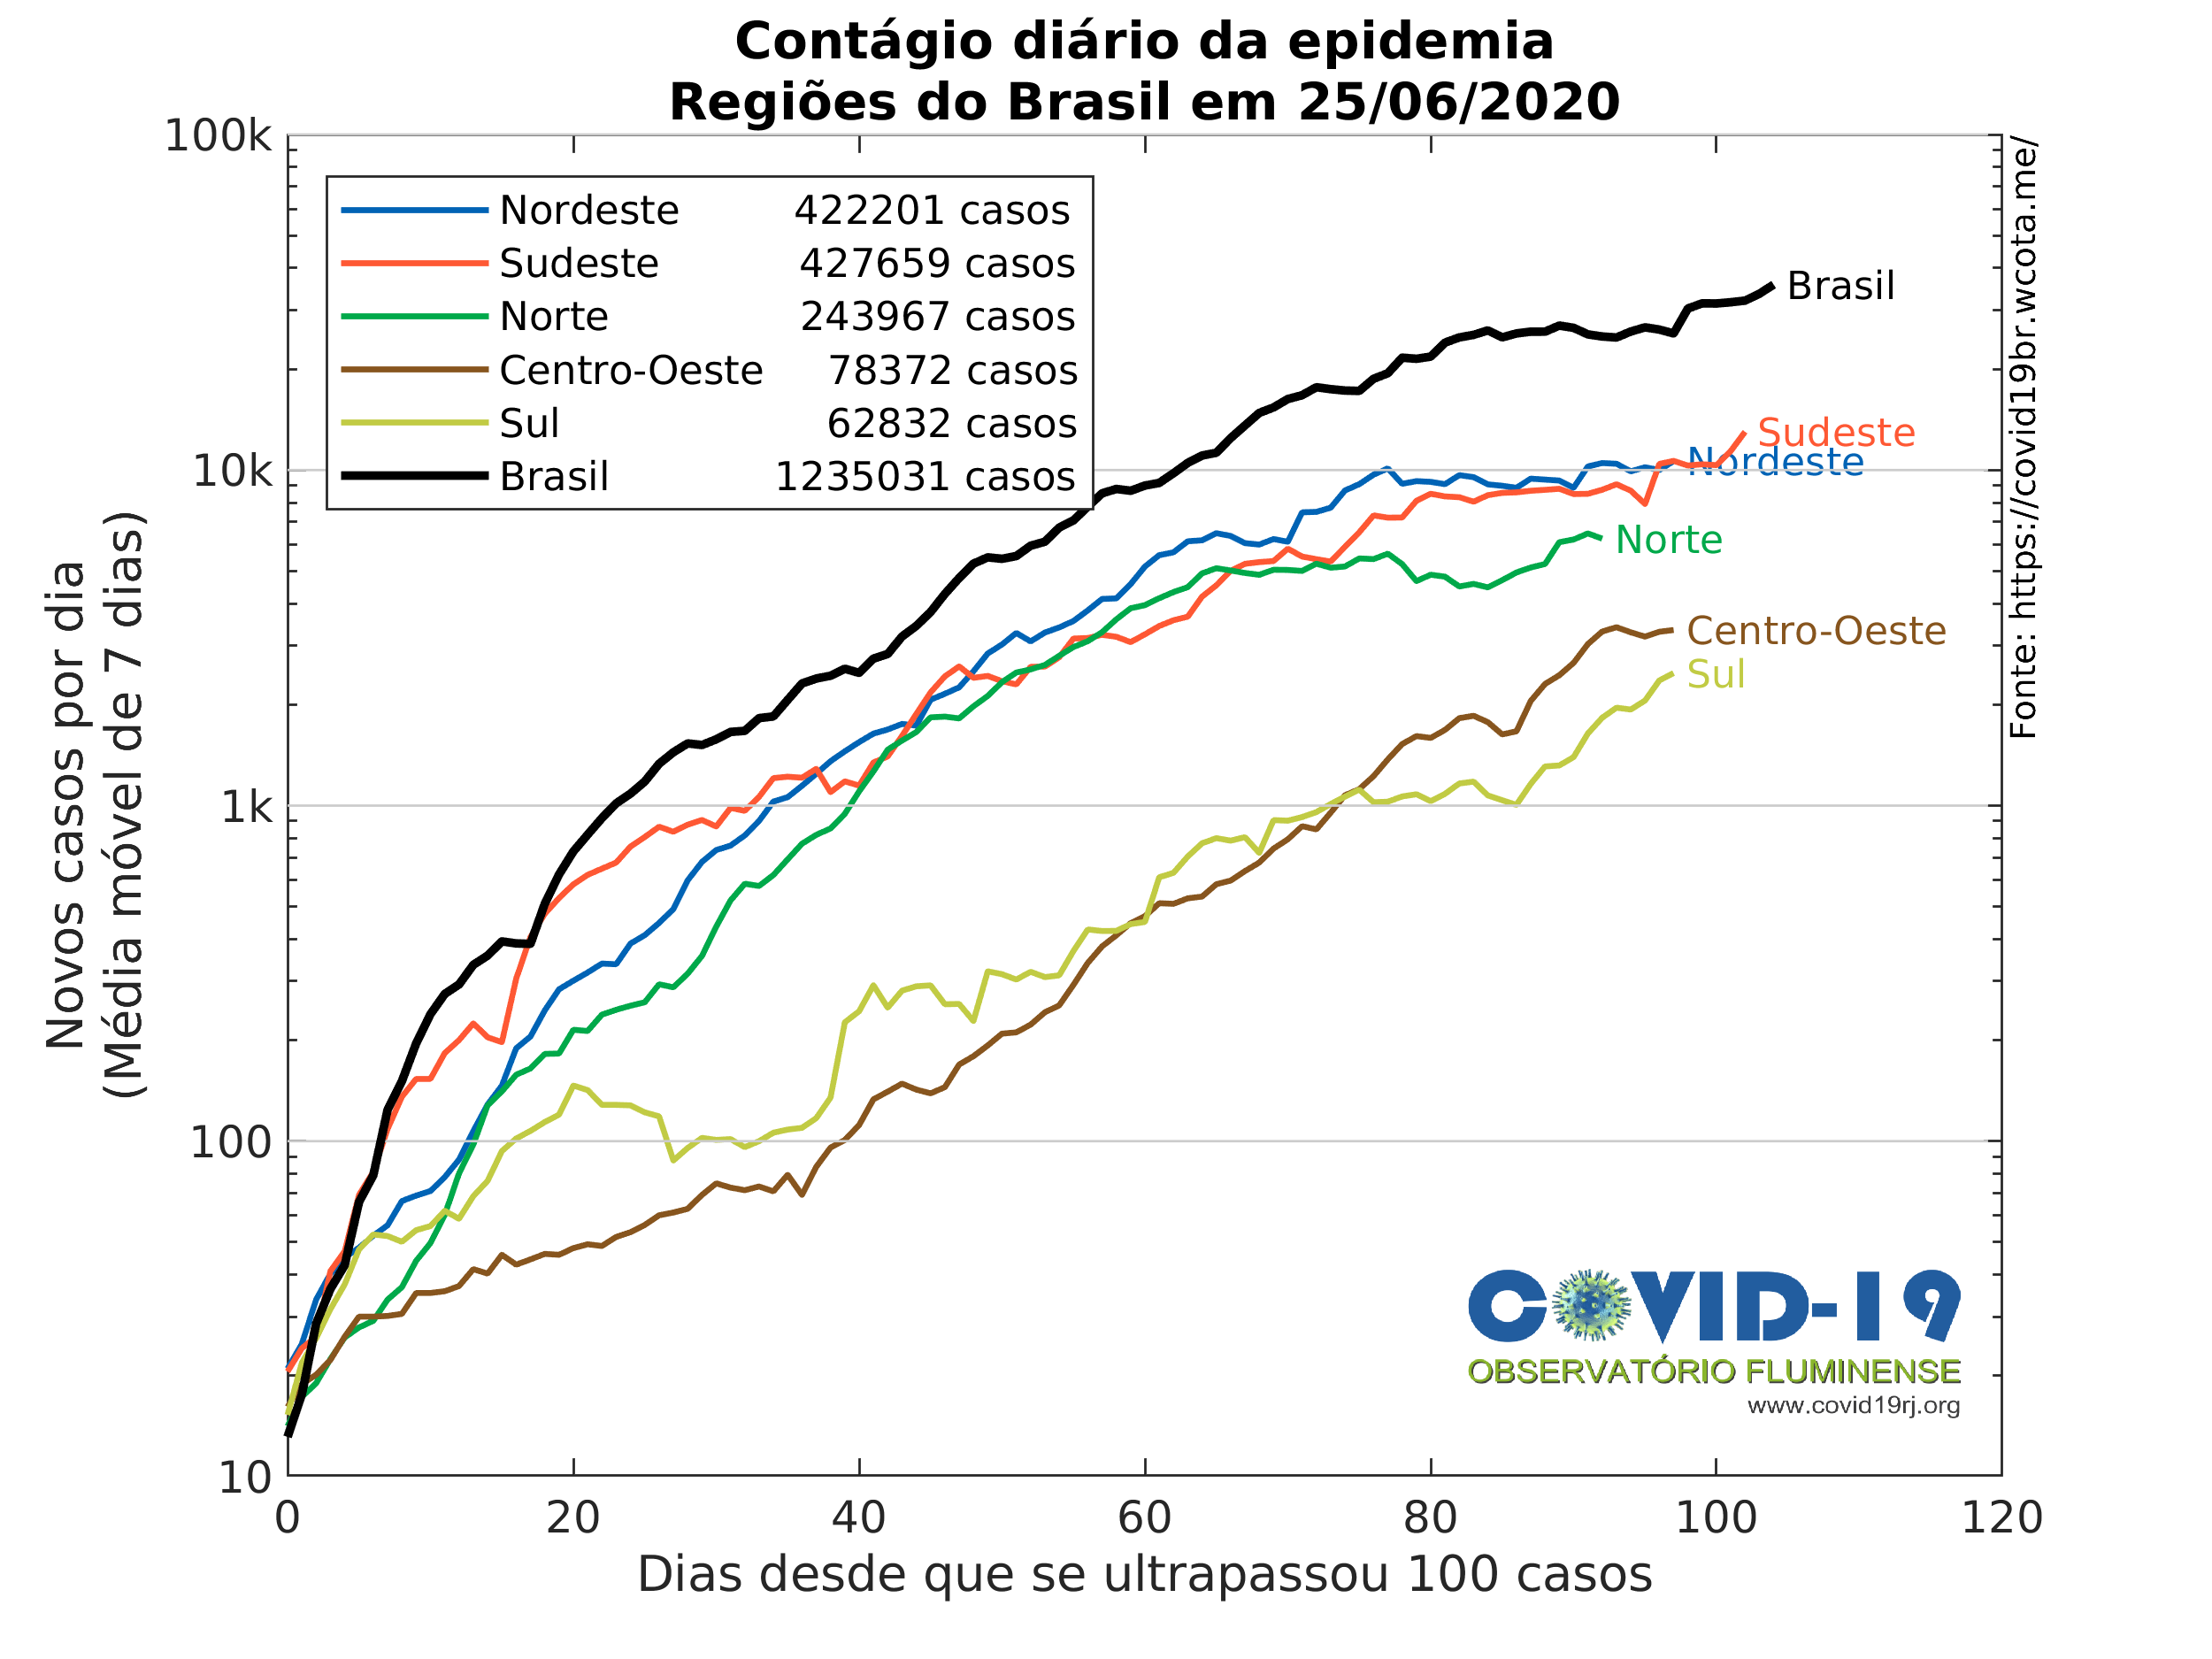 Contágio diário da epidemia
Regiões do Brasil em 25/06/2020
Novos casos por dia
(Média móvel de 7 dias)
100k
10k
1k
100
10
Nordeste 422201 casos
Sudeste 427659 casos
Norte 243967 casos
Centro-Oeste 78372 casos
Sul 62832 casos
Brasil 1235031 casos
Brasil
Sudeste
Nordeste
Norte
Centro-Oeste
Sul
Fonte: https://covid19br.wcota.me/
COVID-19
OBSERVATÓRIO FLUMINENSE
www.covid19rj.org
0 20 40 60 80 100 120
Dias desde que se ultrapassou 100 casos